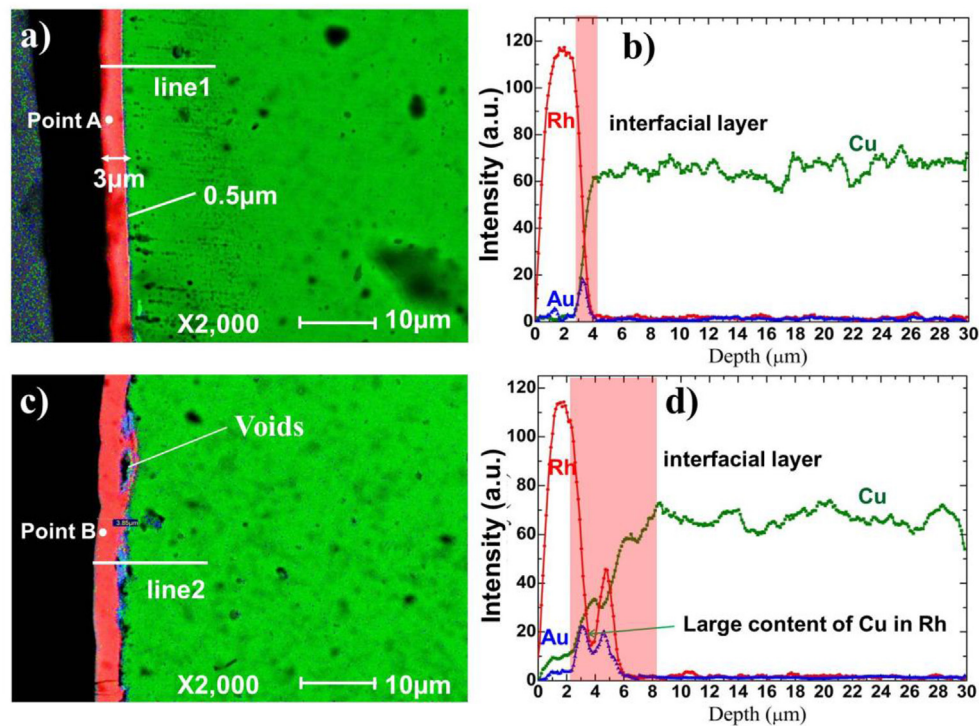 a)
line1
Point A
3μm
0.5μm
X2,000
10μm
b)
Intensity (a.u.)
120
100
80
60
40
20
0
Rh
interfacial layer
Cu
Au
0 2 4 6 8 10 12 14 16 18 20 22 24 26 28 30
Depth (μm)
c)
Voids
Point B
line2
X2,000
10μm
d)
Intensity (a.u.)
120
100
80
60
40
20
0
Rh
interfacial layer
Cu
Au
Large content of Cu in Rh
0 2 4 6 8 10 12 14 16 18 20 22 24 26 28 30
Depth (μm)